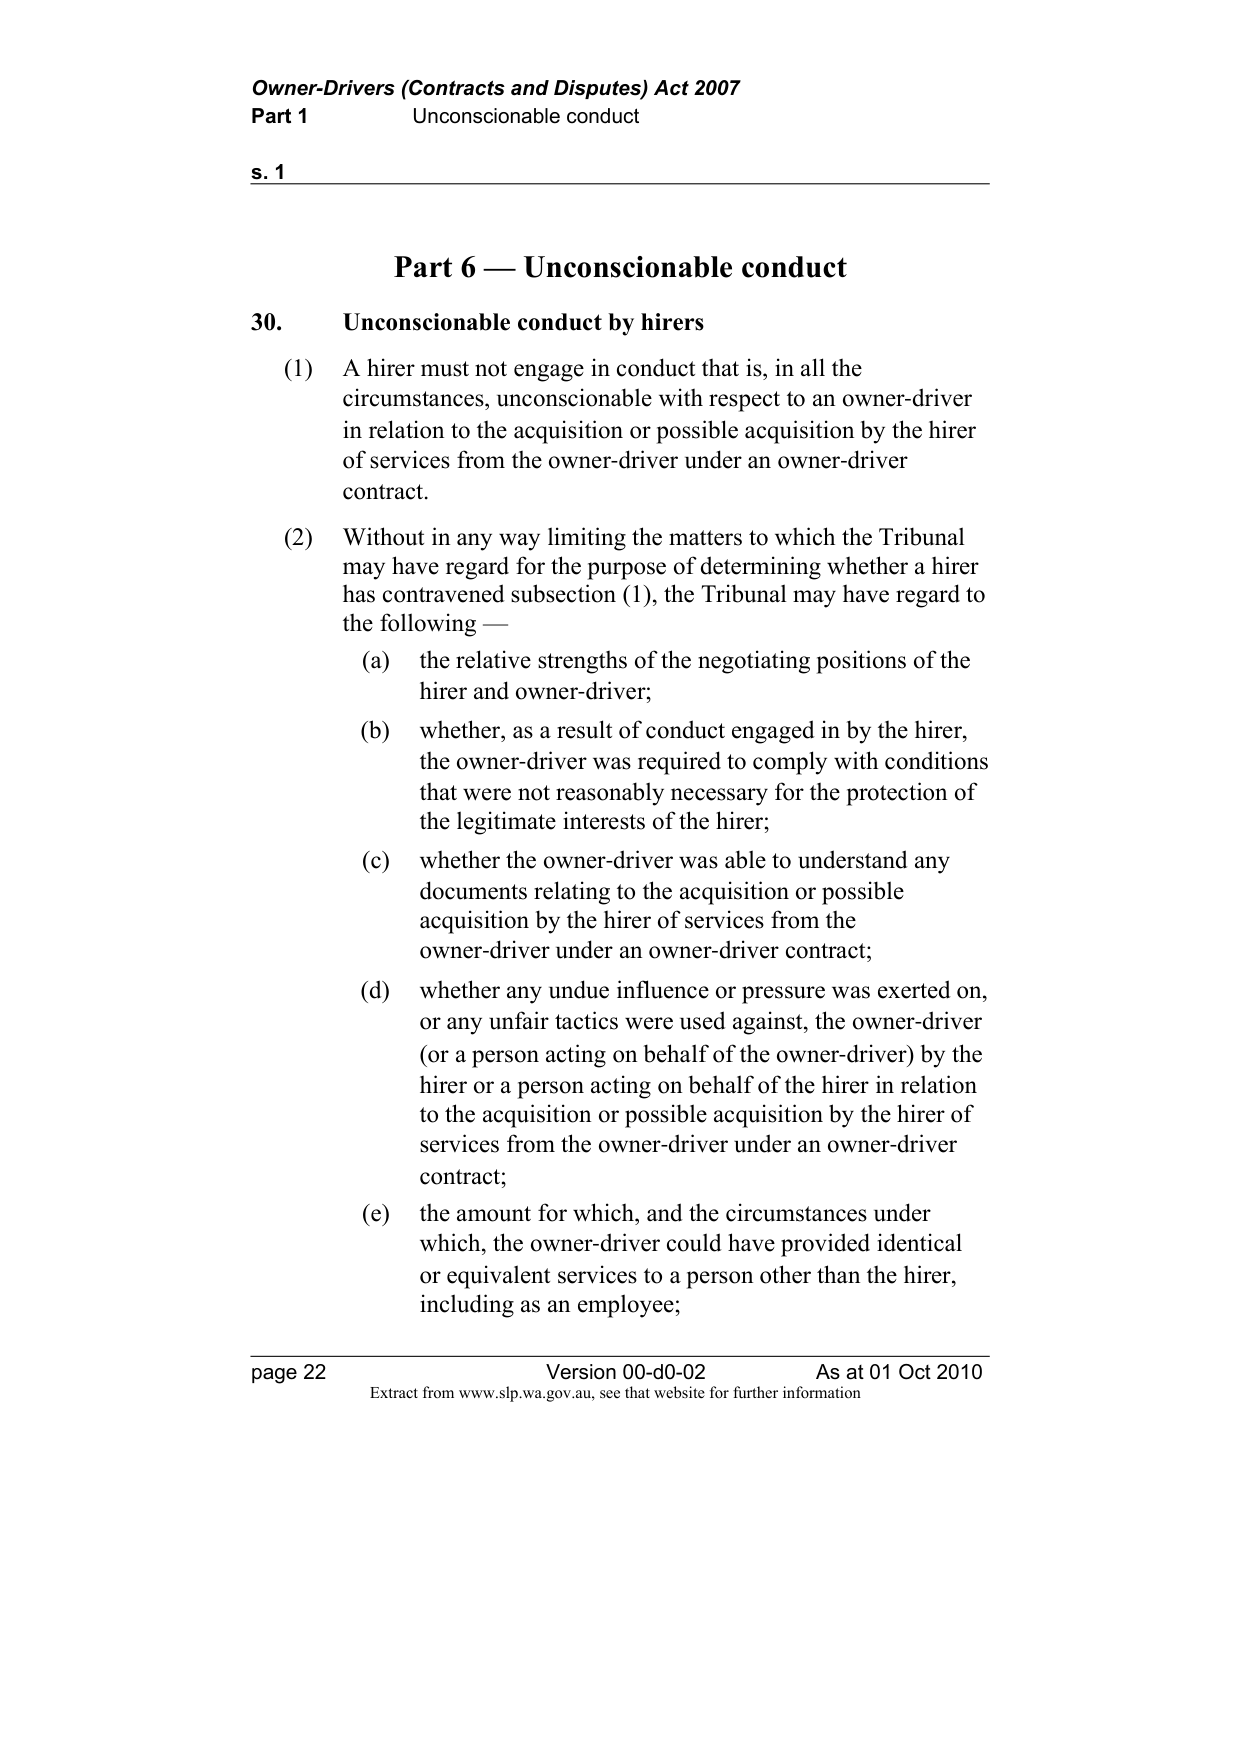 Owner-Drivers (Contracts and Disputes) Act 2007
Part 1 Unconscionable conduct
s. 1
Part 6 — Unconscionable conduct
30. Unconscionable conduct by hirers
(1) A hirer must not engage in conduct that is, in all the
circumstances, unconscionable with respect to an owner-driver
in relation to the acquisition or possible acquisition by the hirer
of services from the owner-driver under an owner-driver
contract.
(2) Without in any way limiting the matters to which the Tribunal
may have regard for the purpose of determining whether a hirer
has contravened subsection (1), the Tribunal may have regard to
the following —
(a) the relative strengths of the negotiating positions of the
hirer and owner-driver;
(b) whether, as a result of conduct engaged in by the hirer,
the owner-driver was required to comply with conditions
that were not reasonably necessary for the protection of
the legitimate interests of the hirer;
(c) whether the owner-driver was able to understand any
documents relating to the acquisition or possible
acquisition by the hirer of services from the
owner-driver under an owner-driver contract;
(d) whether any undue influence or pressure was exerted on,
or any unfair tactics were used against, the owner-driver
(or a person acting on behalf of the owner-driver) by the
hirer or a person acting on behalf of the hirer in relation
to the acquisition or possible acquisition by the hirer of
services from the owner-driver under an owner-driver
contract;
(e) the amount for which, and the circumstances under
which, the owner-driver could have provided identical
or equivalent services to a person other than the hirer,
including as an employee;
page 22 Version 00-d0-02 As at 01 Oct 2010
Extract from www.slp.wa.gov.au, see that website for further information